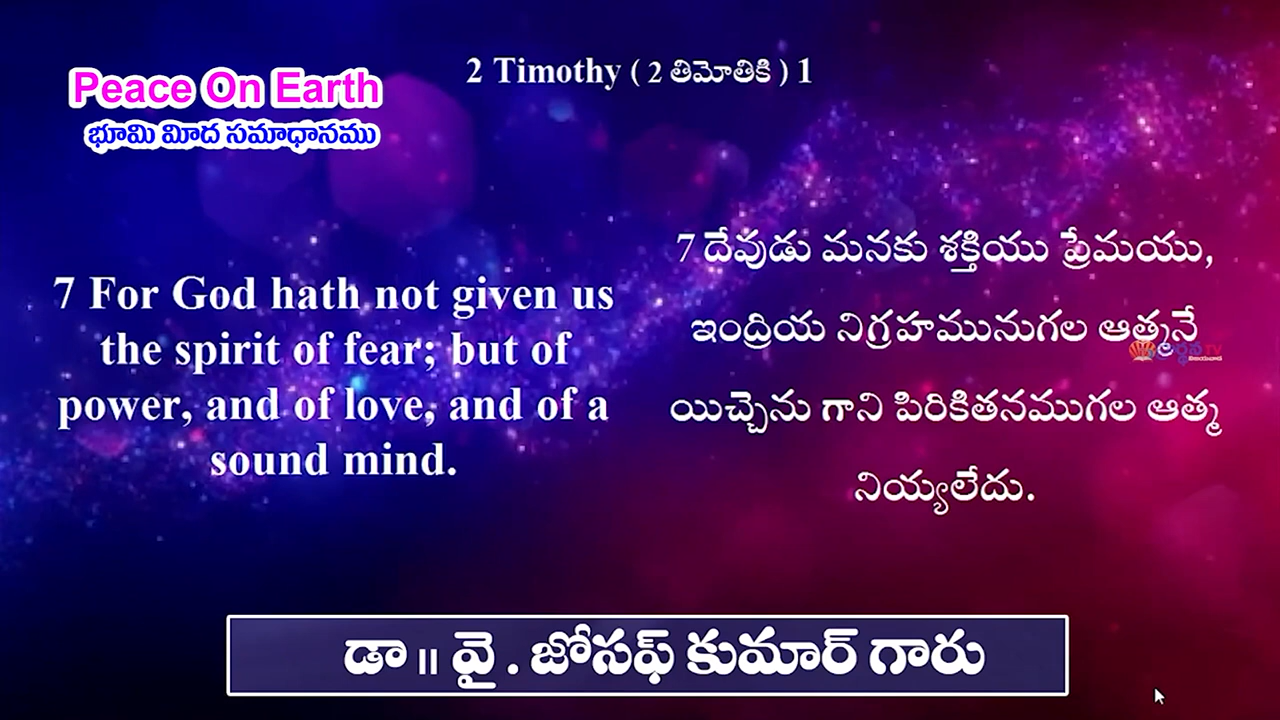 Peace On Earth
భూమి మీద సమాధానము
2 Timothy ( 2 తిమోతికి ) 1
7 For God hath not given us
the spirit of fear; but of
power, and of love, and of a
sound mind.
7 దేవుడు మనకు శక్తియు ప్రేమయు,
ఇంద్రియ నిగ్రహమునుగల ఆత్మనే
యిచ్చెను గాని పిరికితనముగల ఆత్మ
నియ్యలేదు.
TV
డా || వై . జోసఫ్ కుమార్ గారు